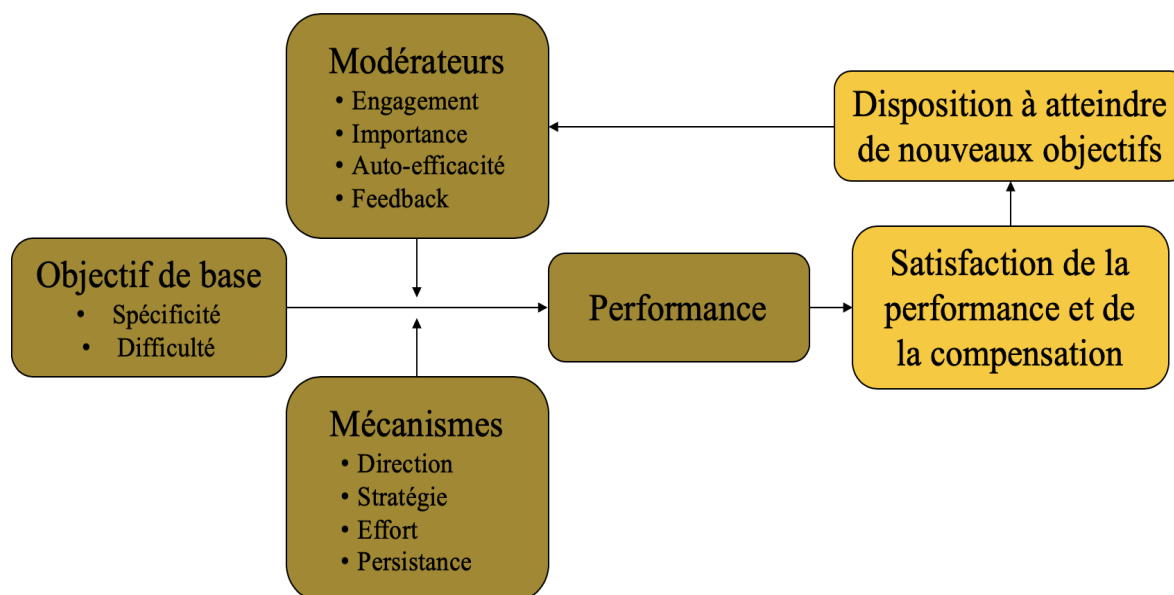 Modérateurs
• Engagement
• Importance
• Auto-efficacité
• Feedback
Disposition à atteindre
de nouveaux objectifs
Objectif de base
• Spécificité
• Difficulté
Performance
Satisfaction de la
performance et de
la compensation
Mécanismes
• Direction
• Stratégie
• Effort
• Persistance